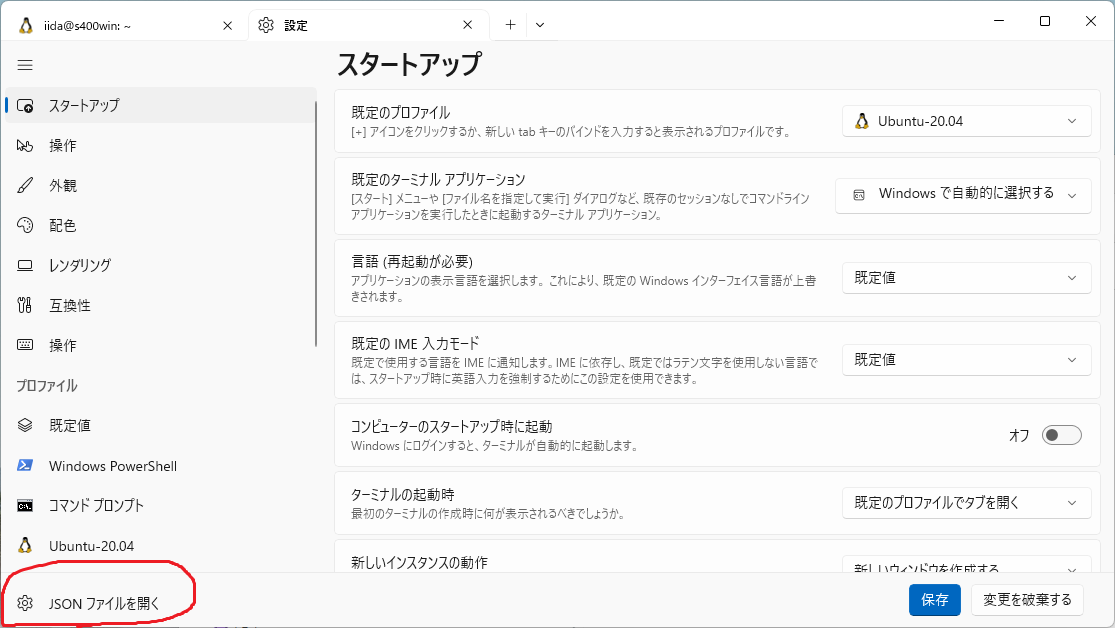 iida@s400win: ~
設定
スタートアップ
操作
外観
配色
レンダリング
互換性
操作
プロファイル
既定値
Windows PowerShell
コマンド プロンプト
Ubuntu-20.04
JSON ファイルを開く
スタートアップ
既定のプロファイル
[+] アイコンをクリックするか、新しい tab キーのバインドを入力すると表示されるプロファイルです。
Ubuntu-20.04
既定のターミナル アプリケーション
[スタート] メニューや [ファイル名を指定して実行] ダイアログなど、既存のセッションなしでコマンドライン
アプリケーションを実行したときに起動するターミナル アプリケーション。
Windows で自動的に選択する
言語 (再起動が必要)
アプリケーションの表示言語を選択します。これにより、既定の Windows インターフェイス言語が上書
きされます。
既定値
既定の IME 入力モード
既定で使用する言語を IME に通知します。IME に依存し、既定ではラテン文字を使用しない言語で
は、スタートアップ時に英語入力を強制するためにこの設定を使用できます。
既定値
コンピューターのスタートアップ時に起動
Windows にログインすると、ターミナルが自動的に起動します。
オフ
ターミナルの起動時
最初のターミナルの作成時に何が表示されるべきでしょうか。
既定のプロファイルでタブを開く
新しいインスタンスの動作
新しいウィンドウを作成する
保存
変更を破棄する